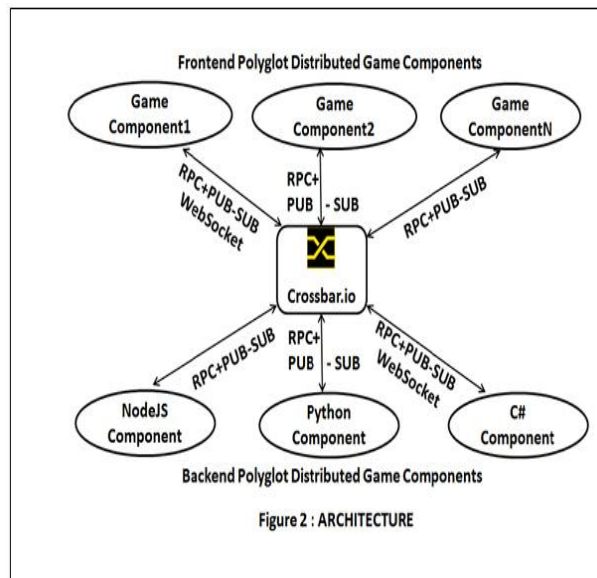 Frontend Polyglot Distributed Game Components
Game
Component1
Game
Component2
Game
ComponentN
RPC+PUB-SUB
WebSocket
RPC+
PUB - SUB
RPC+PUB-SUB
Crossbar.io
RPC+PUB-SUB
RPC+
PUB - SUB
RPC+PUB-SUB
WebSocket
NodeJS
Component
Python
Component
C#
Component
Backend Polyglot Distributed Game Components
Figure 2 : ARCHITECTURE